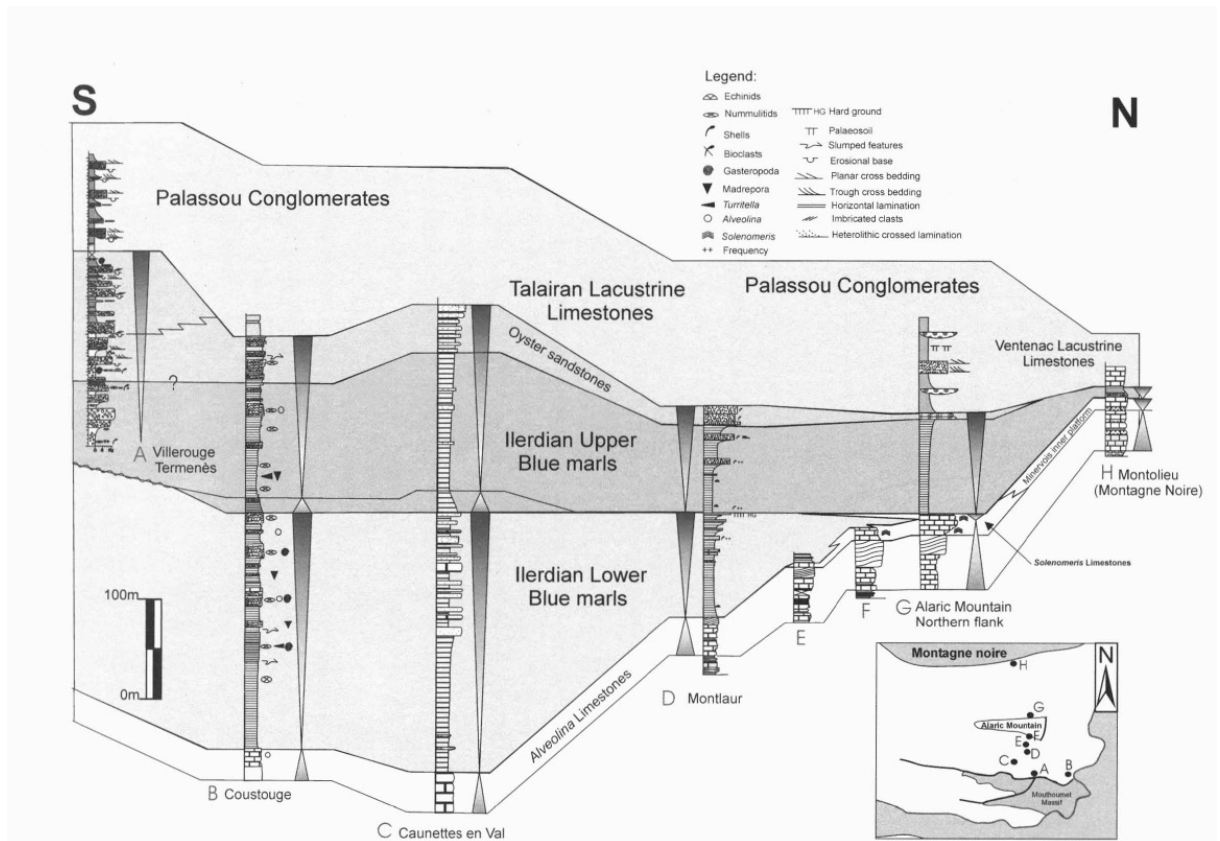 S
N
Legend:
Echinids
Nummulitids
Shells
Bioclasts
Gasteropoda
Madrepora
Turritella
Alveolina
Solenomeris
++ Frequency
HG Hard ground
Palaeosoil
Slumped features
Erosional base
Planar cross bedding
Trough cross bedding
Horizontal lamination
Imbricated clasts
Heterolithic crossed lamination
Palassou Conglomerates
Talairan Lacustrine
Limestones
Palassou Conglomerates
Oyster sandstones
Ventenac Lacustrine
Limestones
?
A Villerouge
Termenès
Ilerdian Upper
Blue marls
Minervois inner platform
H Montolieu
(Montagne Noire)
HG
Ilerdian Lower
Blue marls
Solenomeris Limestones
100m
0m
Alveolina Limestones
B Coustouge
C Caunettes en Val
D Montlaur
E
F
G Alaric Mountain
Northern flank
Montagne noire
N
H
G
Alaric Mountain
F
E
D
C
A
B
Mouthoumet
Massif